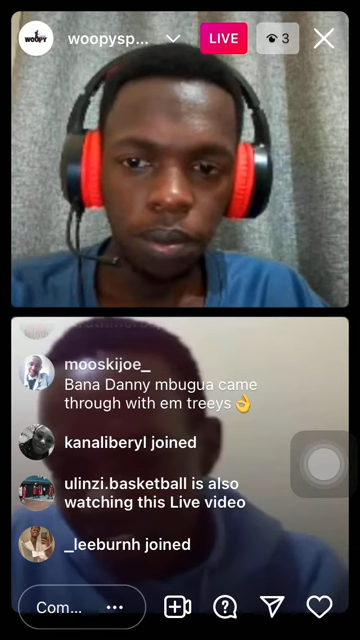 WOOPY
woopysp...
LIVE
3
mooskijoe_
Bana Danny mbugua came
through with em treeys👌
kanaliberyl joined
ulinzi.basketball is also
watching this Live video
_leeburnh joined
Com...